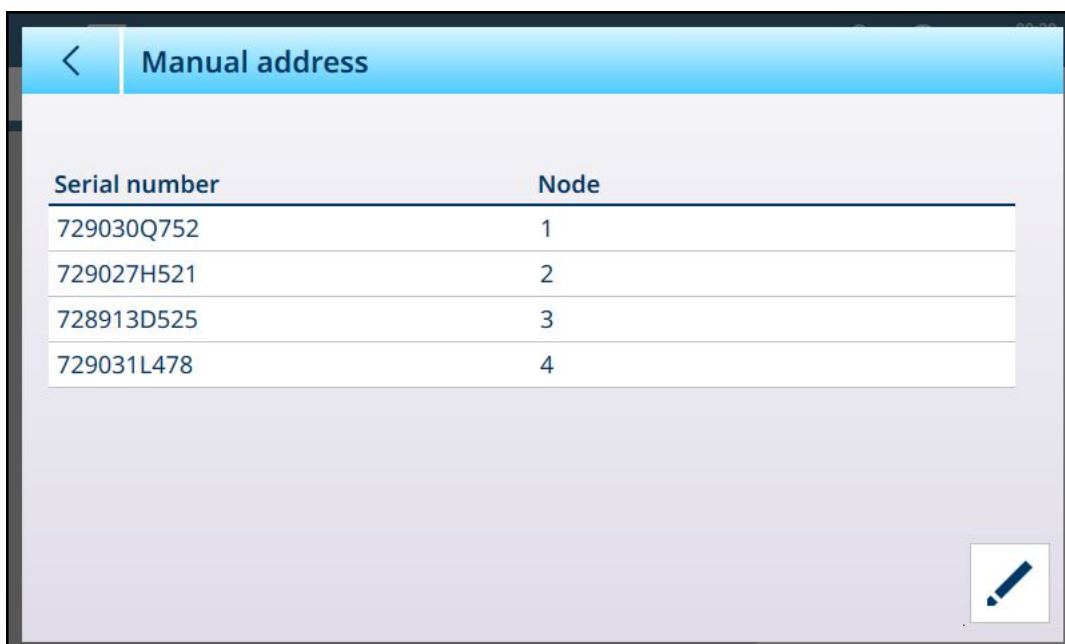 Manual address
Serial number Node
729030Q752 1
729027H521 2
728913D525 3
729031L478 4